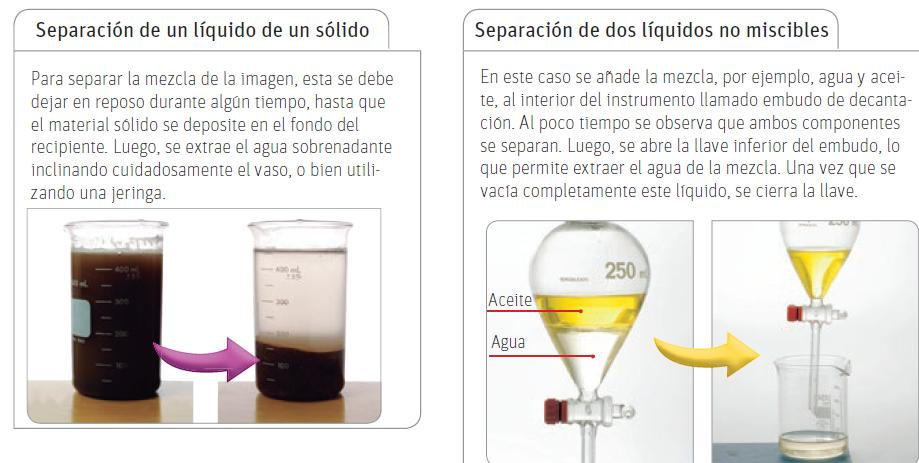 Separación de un líquido de un sólido
Para separar la mezcla de la imagen, esta se debe
dejar en reposo durante algún tiempo, hasta que
el material sólido se deposite en el fondo del
recipiente. Luego, se extrae el agua sobrenadante
inclinando cuidadosamente el vaso, o bien utili-
zando una jeringa.
400 mL
300
200
100
400 mL
300
200
100
Separación de dos líquidos no miscibles
En este caso se añade la mezcla, por ejemplo, agua y acei-
te, al interior del instrumento llamado embudo de decanta-
ción. Al poco tiempo se observa que ambos componentes
se separan. Luego, se abre la llave inferior del embudo, lo
que permite extraer el agua de la mezcla. Una vez que se
vacía completamente este líquido, se cierra la llave.
250 m
Aceite
Agua